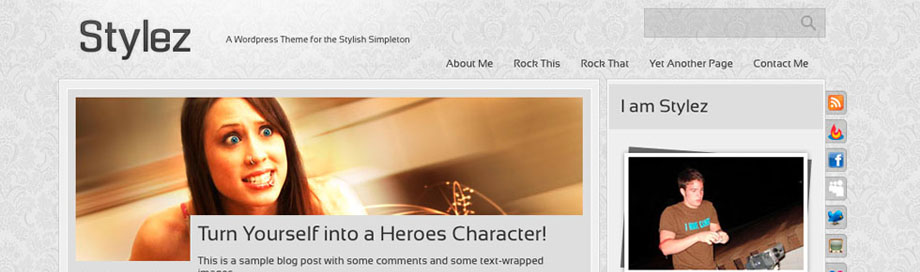 Stylez
A Wordpress Theme for the Stylish Simpleton
About Me Rock This Rock That Yet Another Page Contact Me
I am Stylez
Turn Yourself into a Heroes Character!
This is a sample blog post with some comments and some text-wrapped
images